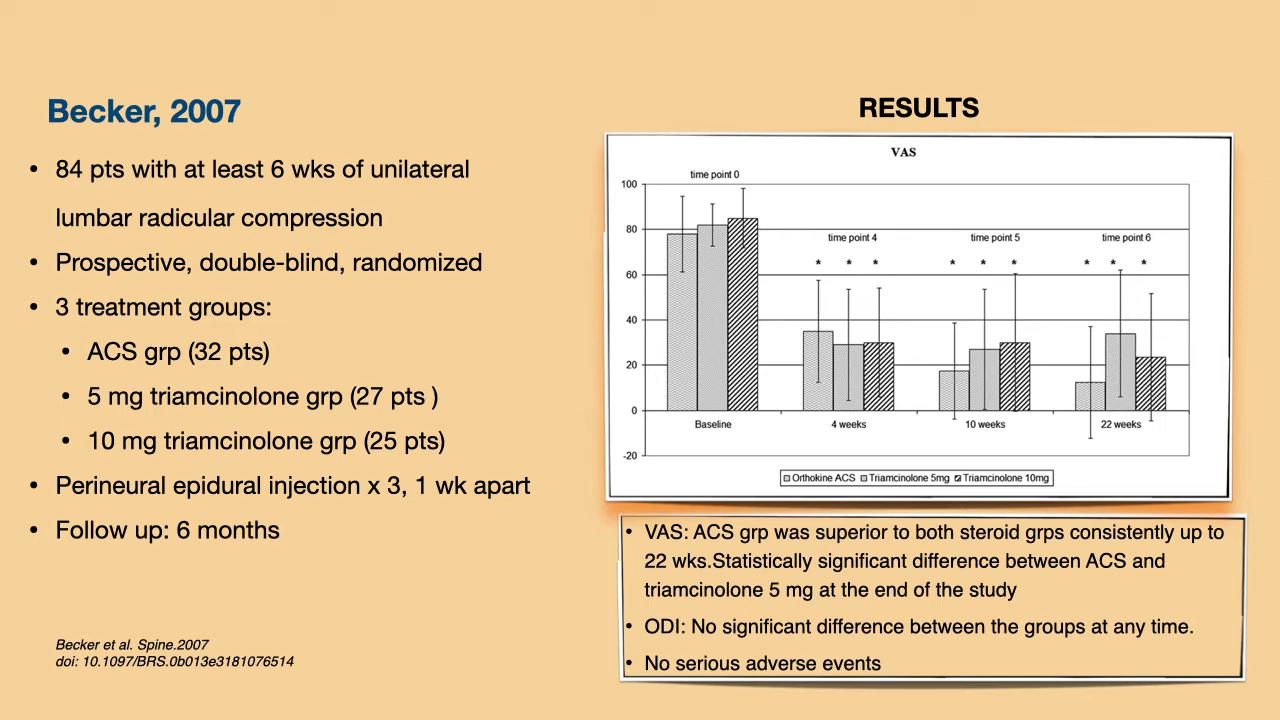 Becker, 2007
• 84 pts with at least 6 wks of unilateral
lumbar radicular compression
• Prospective, double-blind, randomized
• 3 treatment groups:
• ACS grp (32 pts)
• 5 mg triamcinolone grp (27 pts )
• 10 mg triamcinolone grp (25 pts)
• Perineural epidural injection x 3, 1 wk apart
• Follow up: 6 months
Becker et al. Spine.2007
doi: 10.1097/BRS.0b013e3181076514
RESULTS
VAS
time point 0
100
80
time point 4 time point 5 time point 6
* * * * * * * * *
60
40
20
0
Baseline 4 weeks 10 weeks 22 weeks
-20
Orthokine ACS Triamcinolone 5mg Triamcinolone 10mg
• VAS: ACS grp was superior to both steroid grps consistently up to
22 wks.Statistically significant difference between ACS and
triamcinolone 5 mg at the end of the study
• ODI: No significant difference between the groups at any time.
• No serious adverse events